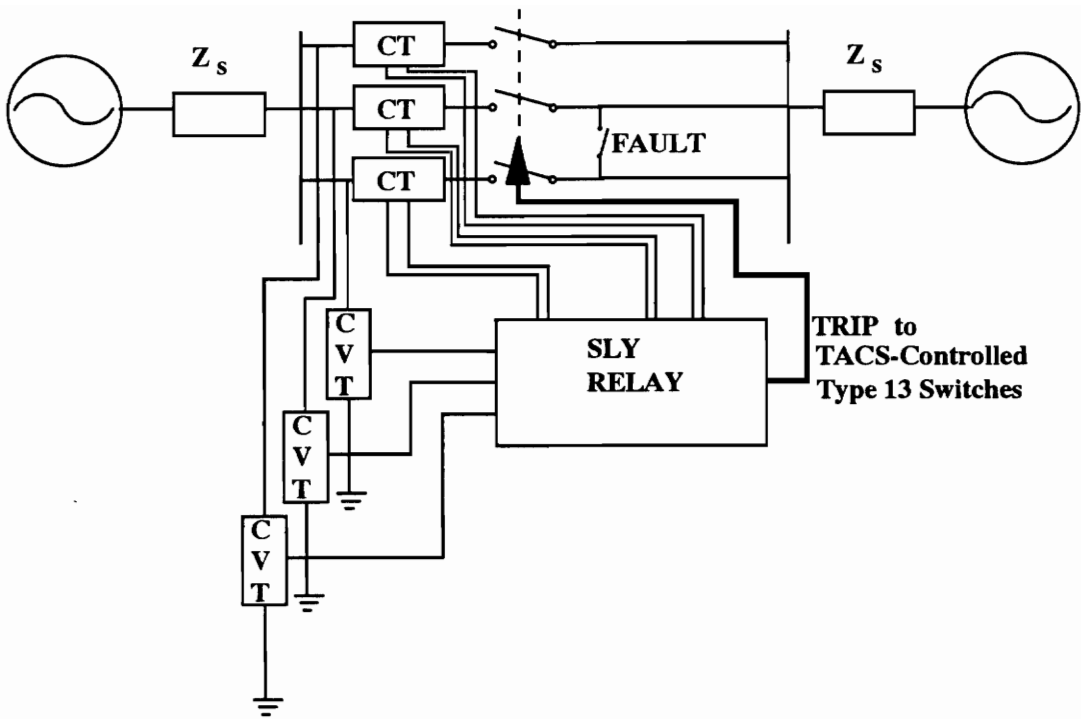 CT
Z s
Z s
CT
FAULT
CT
C
V
T
SLY
RELAY
TRIP to
TACS-Controlled
Type 13 Switches
C
V
T
C
V
T